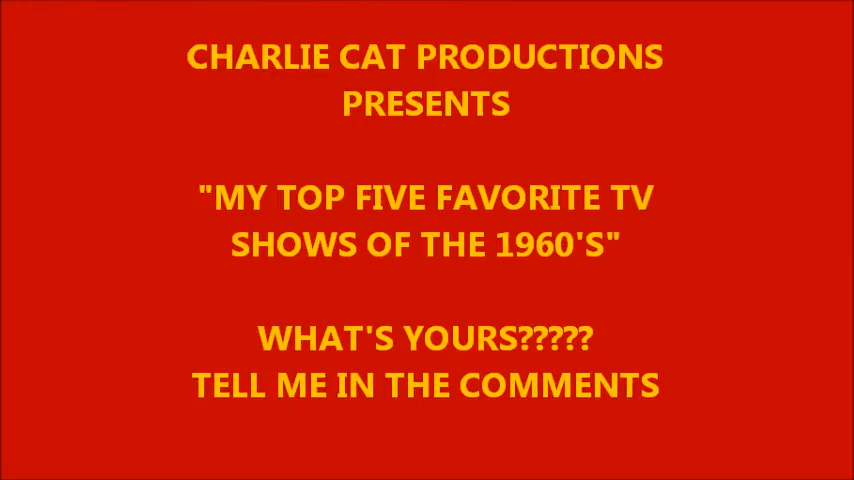 CHARLIE CAT PRODUCTIONS
PRESENTS
"MY TOP FIVE FAVORITE TV
SHOWS OF THE 1960'S"
WHAT'S YOURS?????
TELL ME IN THE COMMENTS